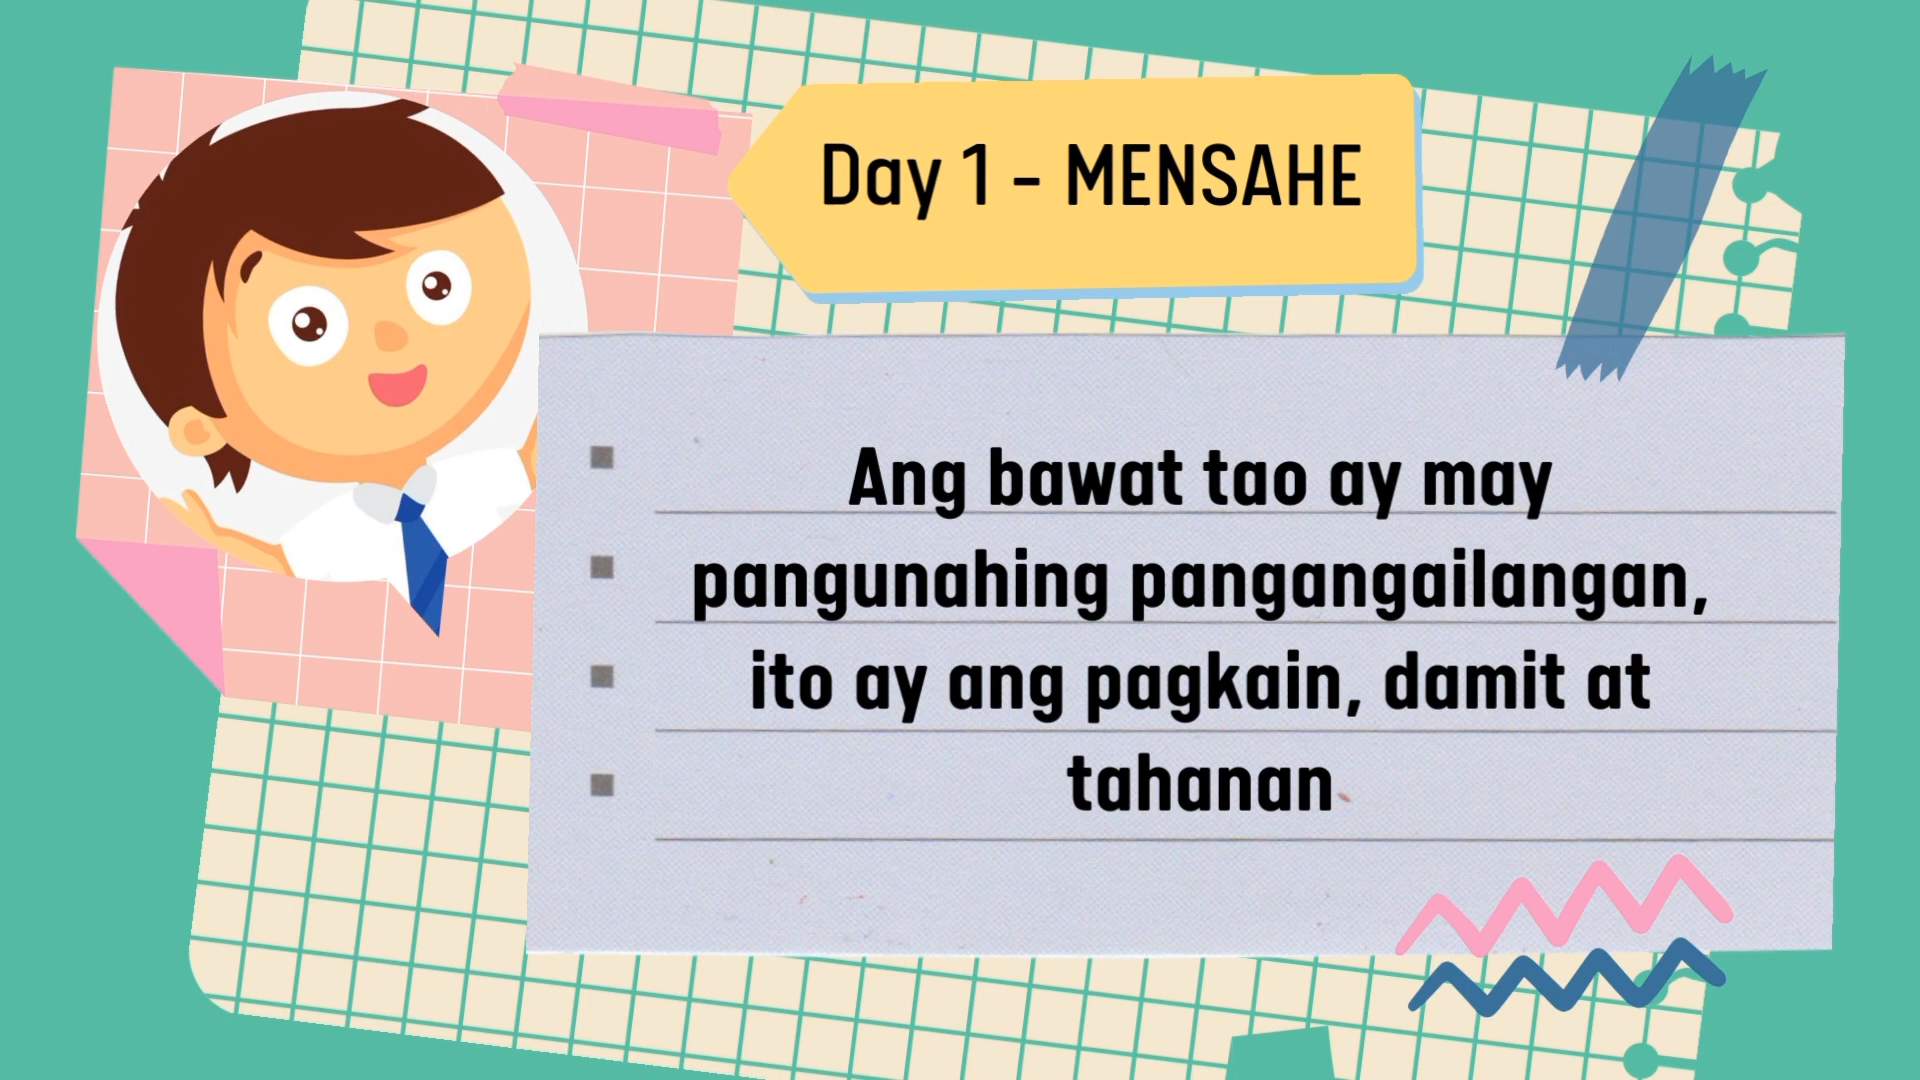 Day 1 - MENSAHE
Ang bawat tao ay may
pangunahing pangangailangan,
ito ay ang pagkain, damit at
tahanan